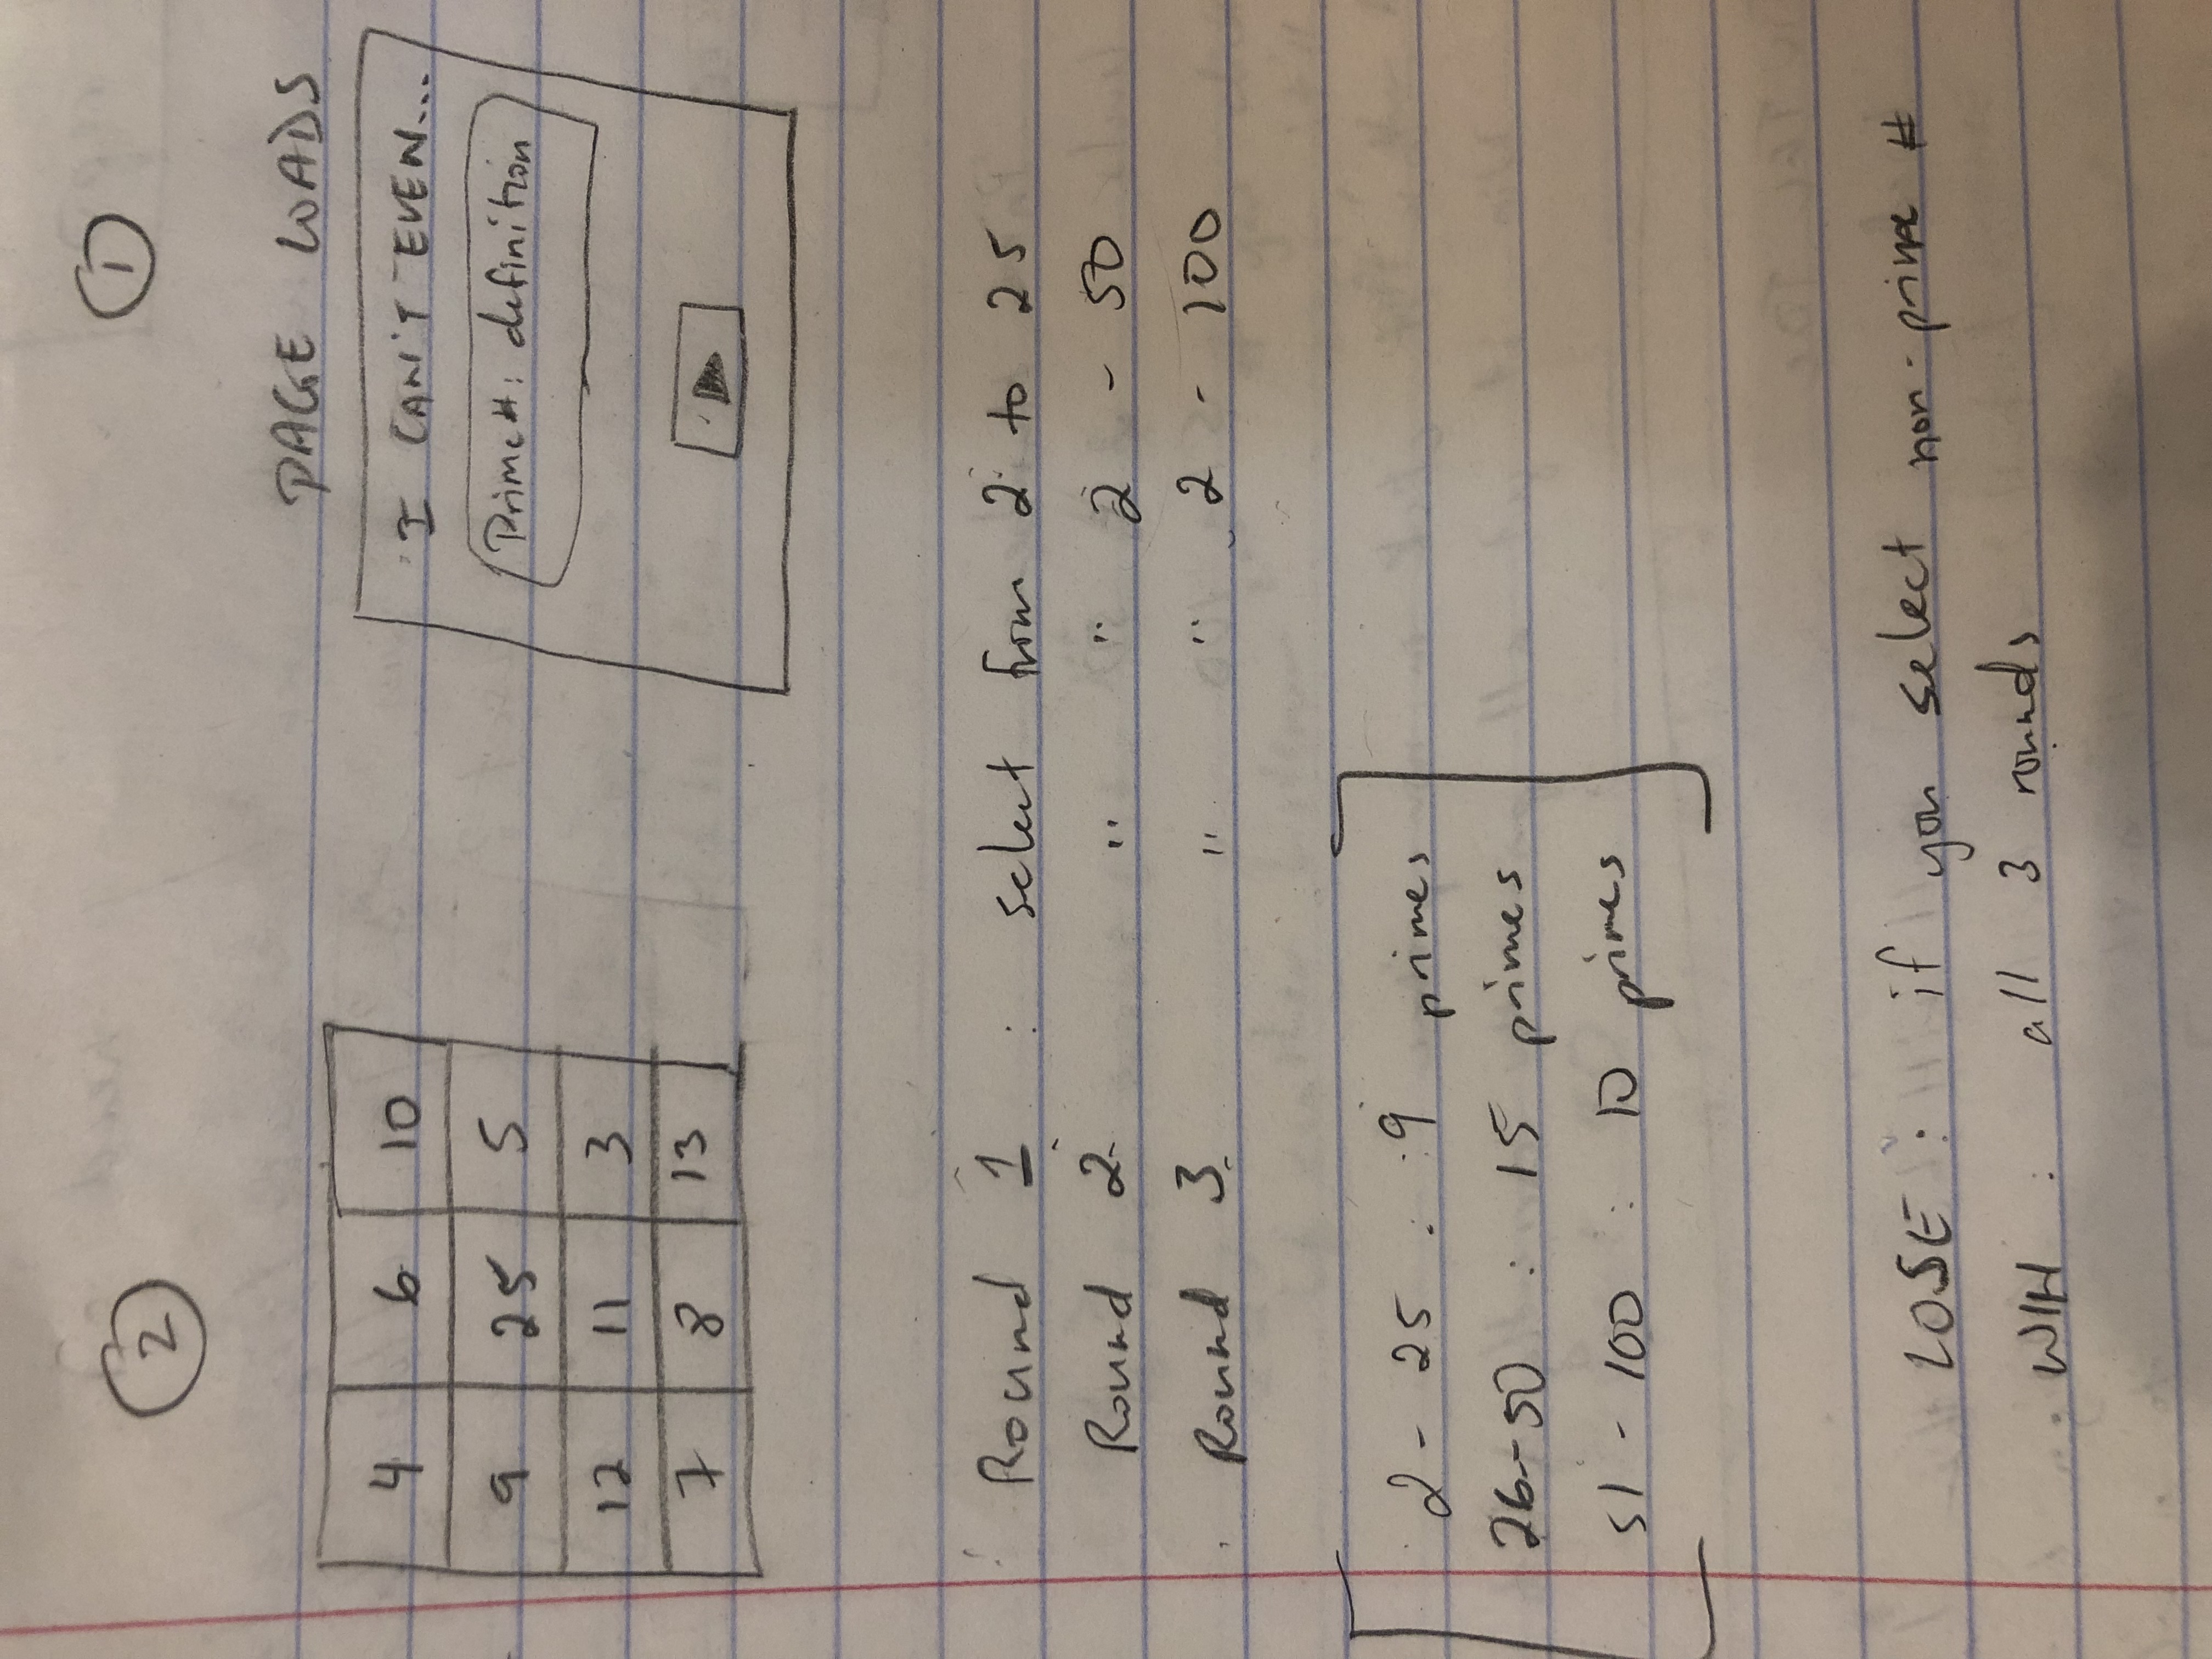 2
1
PAGE LOADS
I CAN'T EVEN...
Prime #: definition
4 6 10
9 25 5
12 11 3
7 8 13
Round 1 : select from 2 to 25
Round 2. " " 2 - 50
Round 3. " " 2 - 100
2 - 25 : 9 primes
26 - 50 : 15 primes
51 - 100 : 10 primes
LOSE : if you select non-prime #
WIN : all 3 rounds